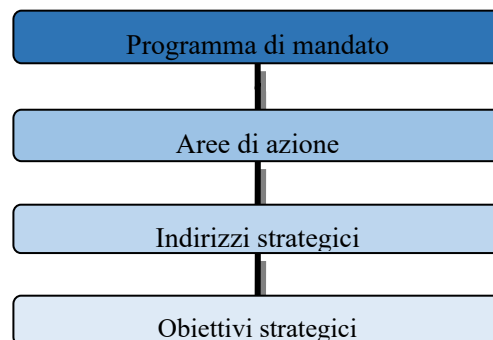 Programma di mandato
Aree di azione
Indirizzi strategici
Obiettivi strategici